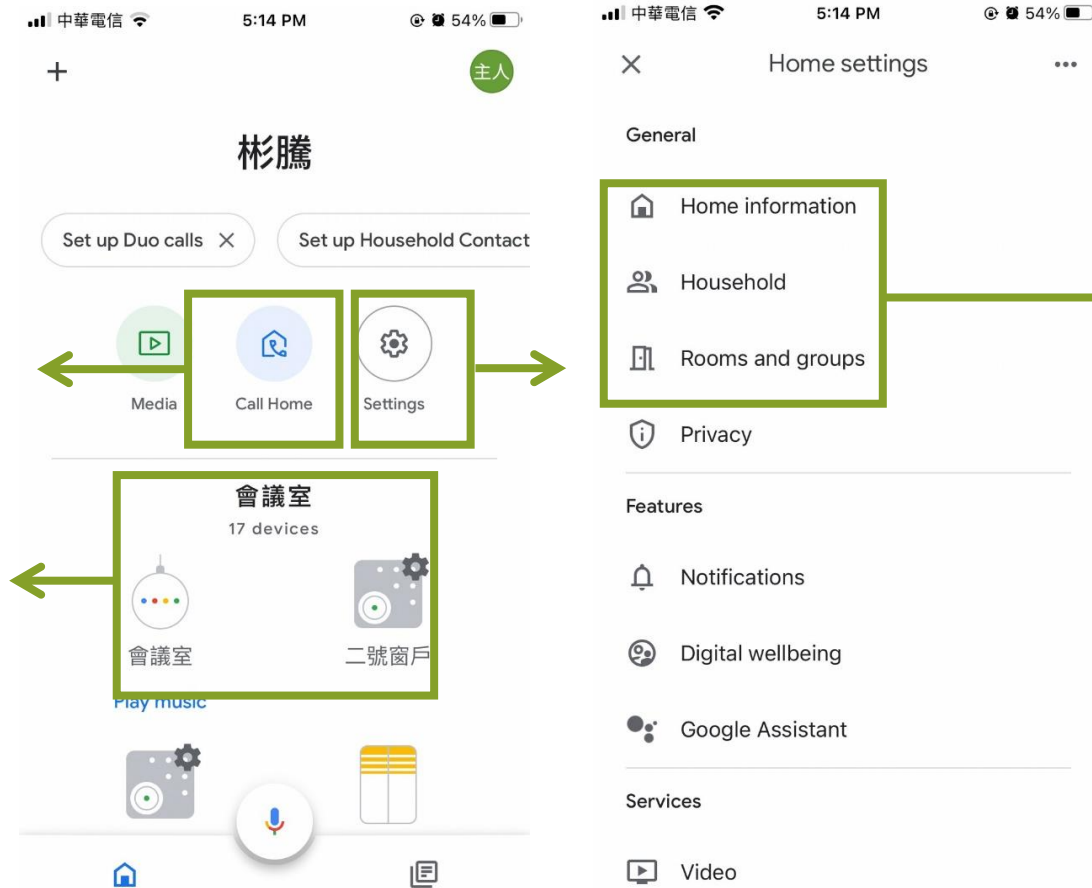 中華電信 5:14 PM 54%
主人
彬騰
Set up Duo calls
Set up Household Contact
Media
Call Home
Settings
會議室
17 devices
會議室
二號窗戶
Play music
中華電信 5:14 PM 54%
Home settings
General
Home information
Household
Rooms and groups
Privacy
Features
Notifications
Digital wellbeing
Google Assistant
Services
Video